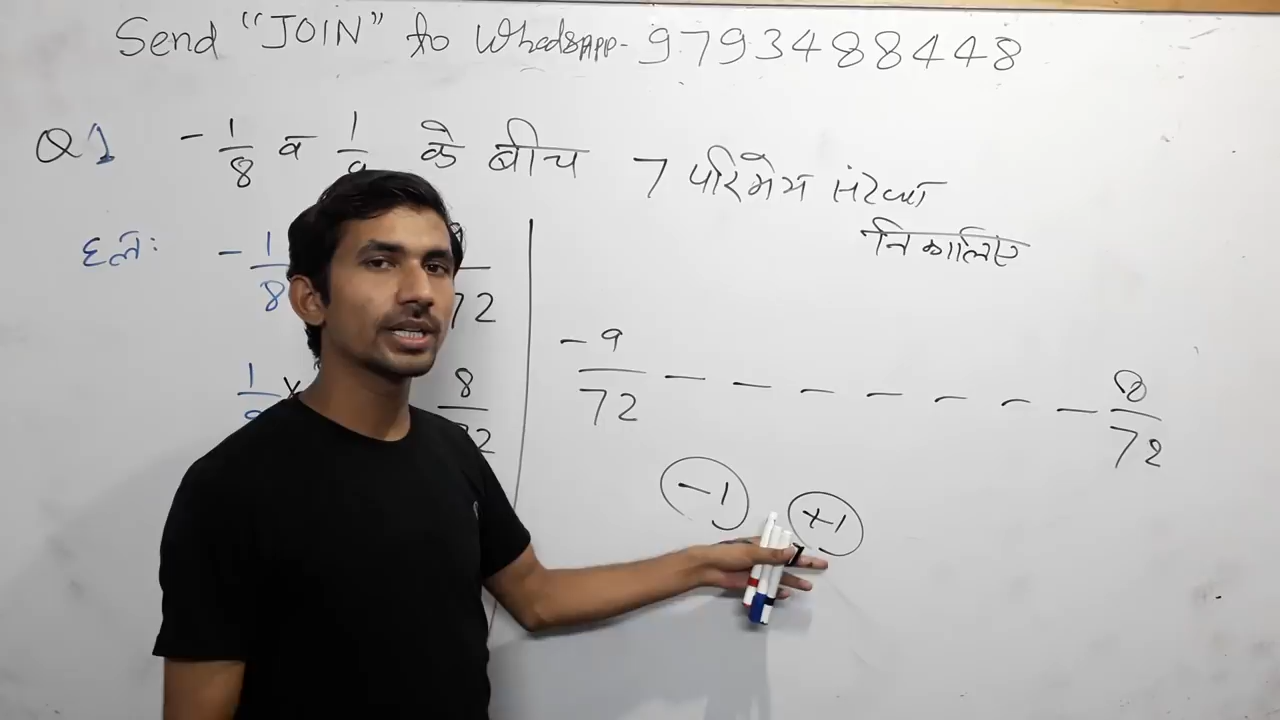 Send "JOIN" to WhatsApp- 9793488448
Q1 - 1/8 व 1/9 के बीच 7 परिमेय संख्या
निकालिए
हलः - 1/8
72
1/9 ×
8/72
-9/72 — — — — — — — 8/72
-1 +1